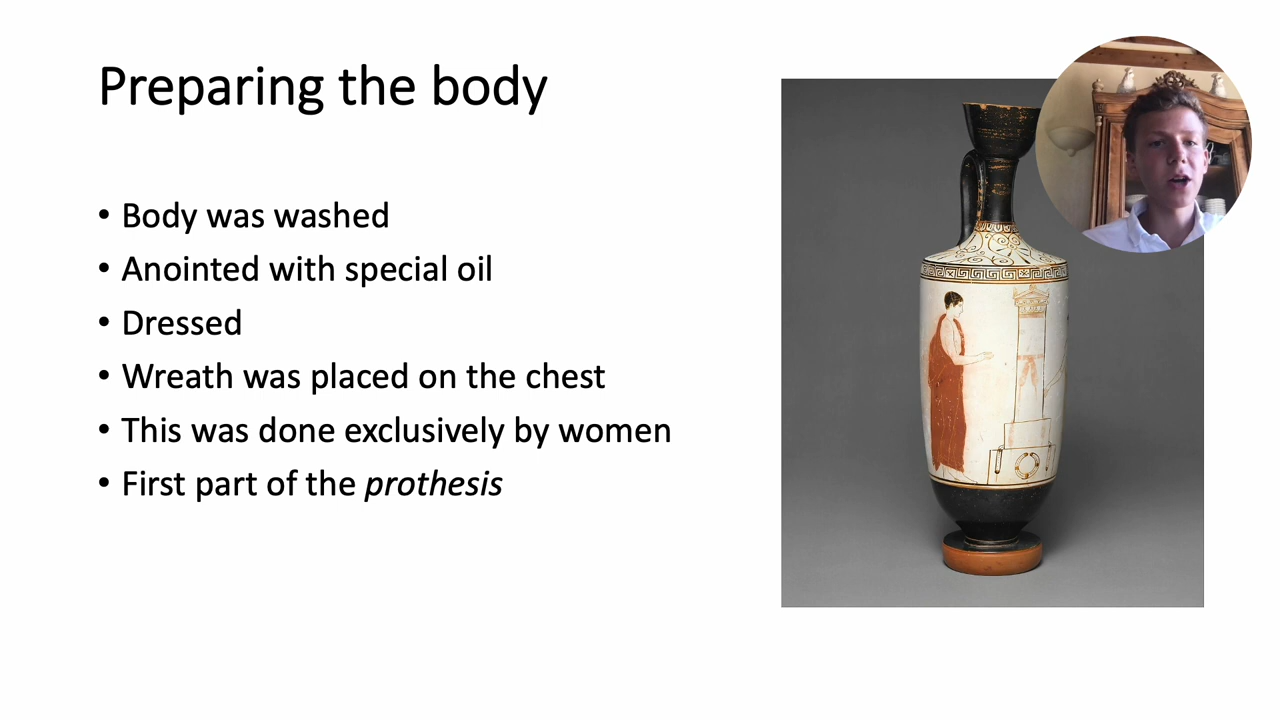 Preparing the body
• Body was washed
• Anointed with special oil
• Dressed
• Wreath was placed on the chest
• This was done exclusively by women
• First part of the prothesis